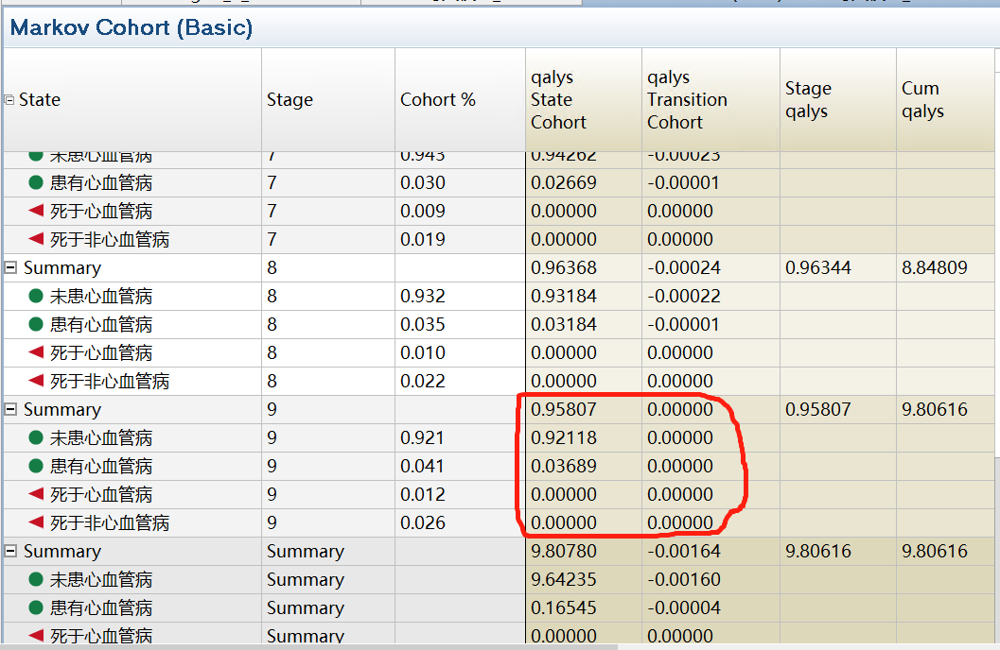 Markov Cohort (Basic)
State Stage Cohort % qalys State Cohort qalys Transition Cohort Stage qalys Cum qalys
未患心血管病 7 0.943 0.94262 -0.00023
患有心血管病 7 0.030 0.02669 -0.00001
死于心血管病 7 0.009 0.00000 0.00000
死于非心血管病 7 0.019 0.00000 0.00000
Summary 8 0.96368 -0.00024 0.96344 8.84809
未患心血管病 8 0.932 0.93184 -0.00022
患有心血管病 8 0.035 0.03184 -0.00001
死于心血管病 8 0.010 0.00000 0.00000
死于非心血管病 8 0.022 0.00000 0.00000
Summary 9 0.95807 0.00000 0.95807 9.80616
未患心血管病 9 0.921 0.92118 0.00000
患有心血管病 9 0.041 0.03689 0.00000
死于心血管病 9 0.012 0.00000 0.00000
死于非心血管病 9 0.026 0.00000 0.00000
Summary Summary 9.80780 -0.00164 9.80616 9.80616
未患心血管病 Summary 9.64235 -0.00160
患有心血管病 Summary 0.16545 -0.00004
死于心血管病 Summary 0.00000 0.00000